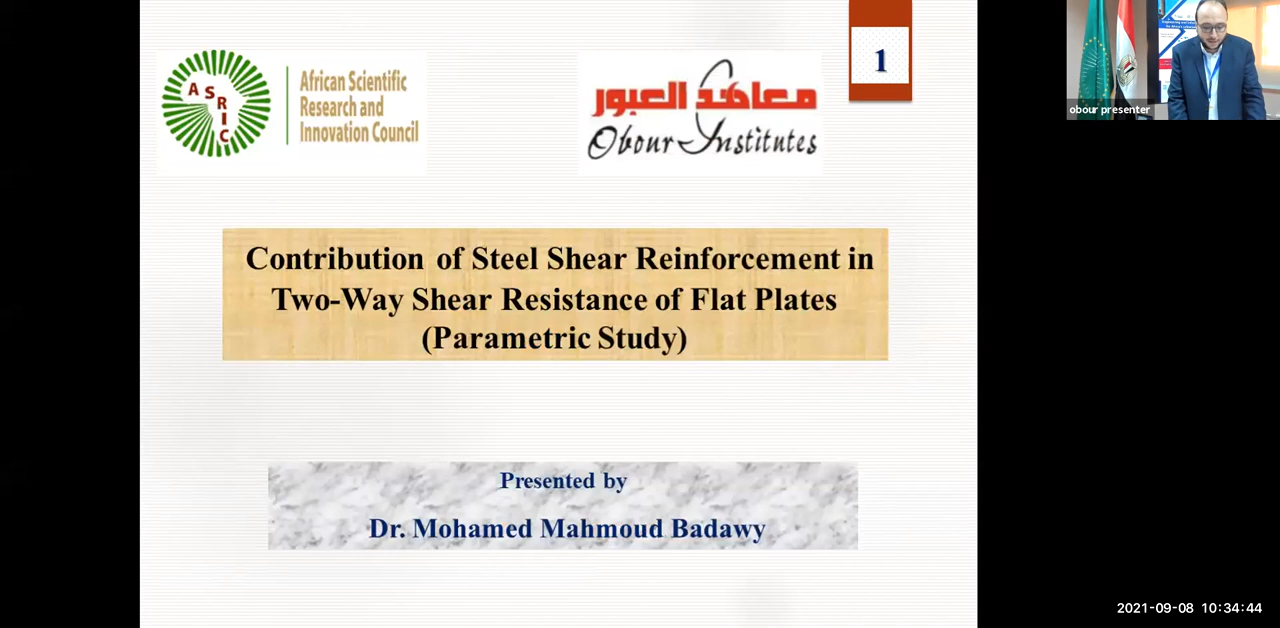 ASRIC
African Scientific
Research and
Innovation Council
معاهد العبور
Obour Institutes
1
obour presenter
Contribution of Steel Shear Reinforcement in
Two-Way Shear Resistance of Flat Plates
(Parametric Study)
Presented by
Dr. Mohamed Mahmoud Badawy
2021-09-08 10:34:44